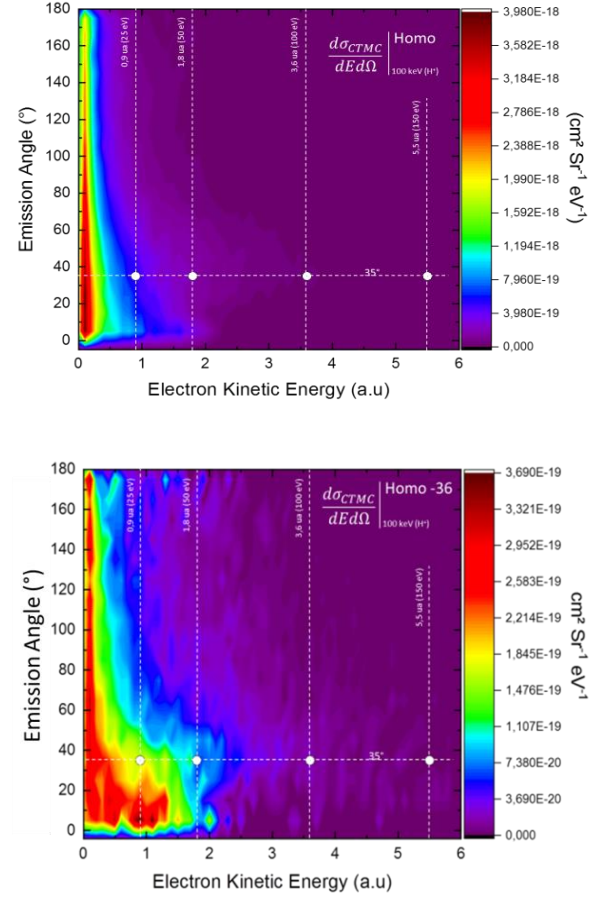 180
160
140
120
100
80
60
40
20
0
Emission Angle (°)
0,9 ua (25 eV)
1,8 ua (50 eV)
3,6 ua (100 eV)
5,5 ua (150 eV)
dσCTMC
dEdΩ
Homo
100 keV (H⁺)
35°
0 1 2 3 4 5 6
Electron Kinetic Energy (a.u)
3,980E-18
3,582E-18
3,184E-18
2,786E-18
2,388E-18
1,990E-18
1,592E-18
1,194E-18
7,960E-19
3,980E-19
0,000
(cm² Sr⁻¹ eV⁻¹)
180
160
140
120
100
80
60
40
20
0
Emission Angle (°)
0,9 ua (25 eV)
1,8 ua (50 eV)
3,6 ua (100 eV)
5,5 ua (150 eV)
dσCTMC
dEdΩ
Homo -36
100 keV (H⁺)
35°
0 1 2 3 4 5 6
Electron Kinetic Energy (a.u)
3,690E-19
3,321E-19
2,952E-19
2,583E-19
2,214E-19
1,845E-19
1,476E-19
1,107E-19
7,380E-20
3,690E-20
0,000
cm² Sr⁻¹ eV⁻¹